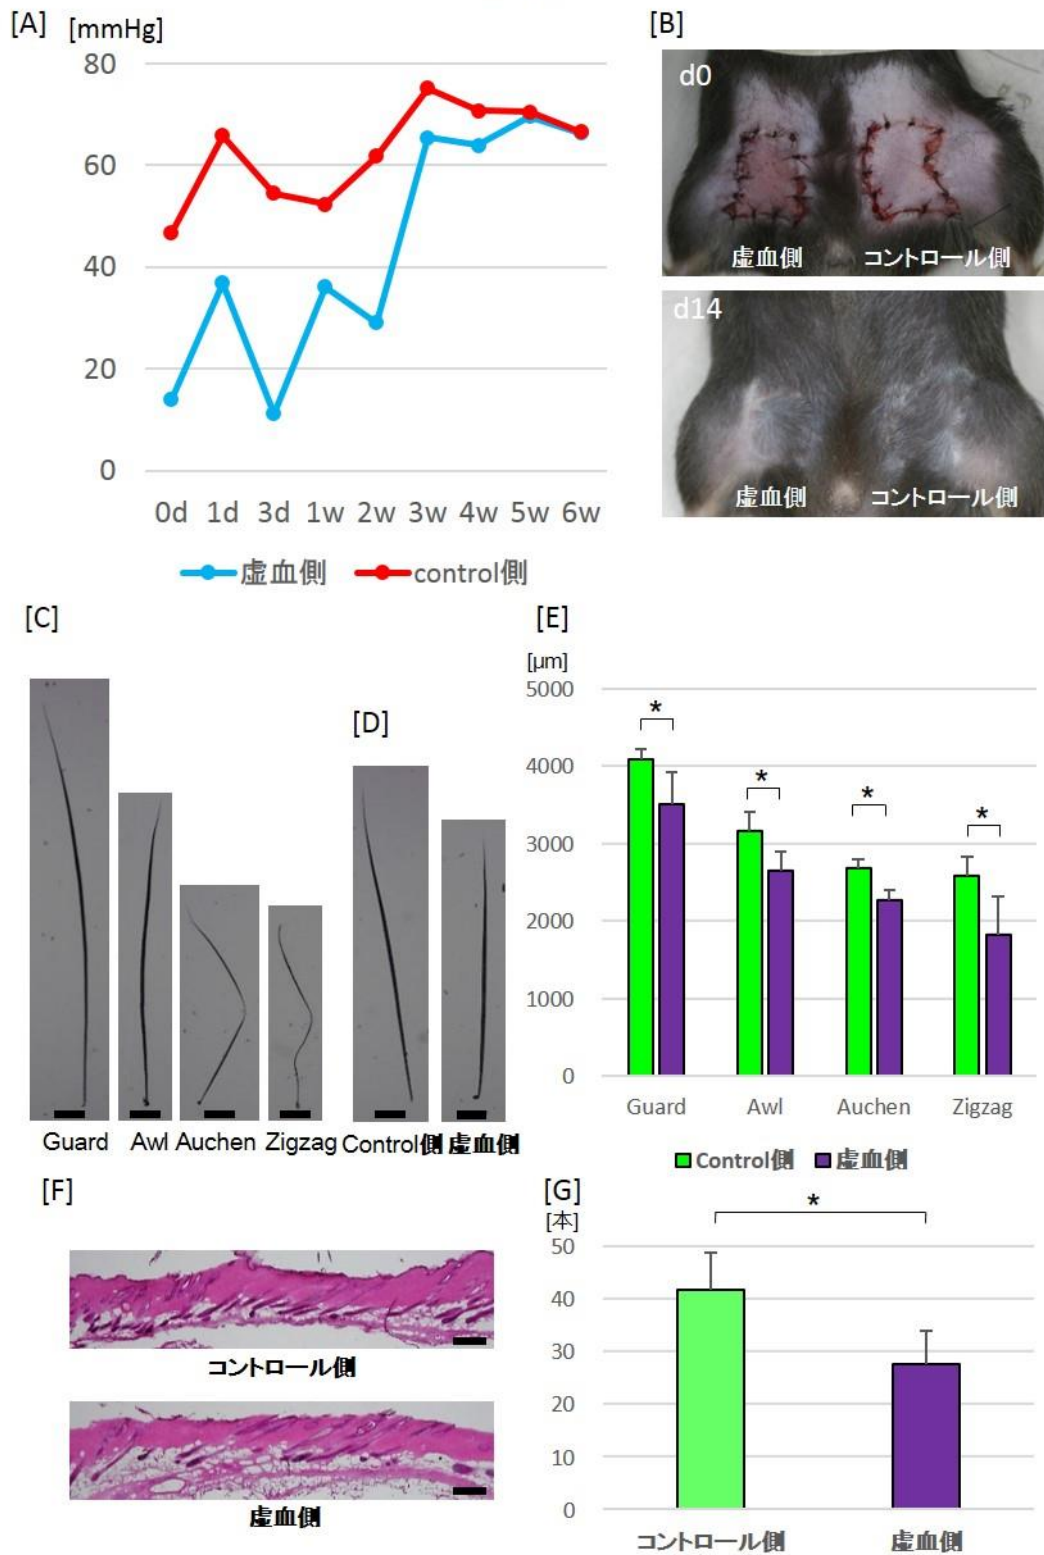 [A] [mmHg]
80
60
40
20
0
0d 1d 3d 1w 2w 3w 4w 5w 6w
虚血側 control側
[B]
d0
虚血側 コントロール側
d14
虚血側 コントロール側
[C]
[D]
Guard Awl Auchen Zigzag Control側 虚血側
[E]
[µm]
5000
4000
3000
2000
1000
0
* * * *
Guard Awl Auchen Zigzag
Control側 虚血側
[F]
コントロール側
虚血側
[G]
[本]
*
50
40
30
20
10
0
コントロール側 虚血側